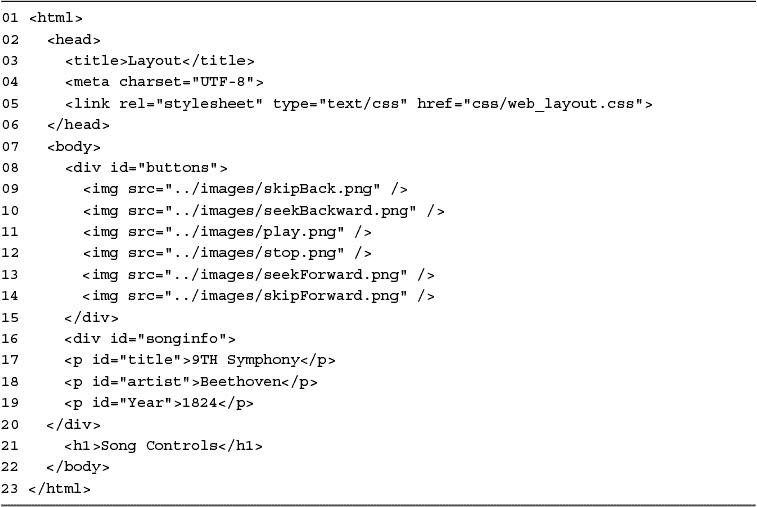 01 <html>
02   <head>
03     <title>Layout</title>
04     <meta charset="UTF-8">
05     <link rel="stylesheet" type="text/css" href="css/web_layout.css">
06   </head>
07   <body>
08     <div id="buttons">
09       <img src="../images/skipBack.png" />
10       <img src="../images/seekBackward.png" />
11       <img src="../images/play.png" />
12       <img src="../images/stop.png" />
13       <img src="../images/seekForward.png" />
14       <img src="../images/skipForward.png" />
15     </div>
16     <div id="songinfo">
17     <p id="title">9TH Symphony</p>
18     <p id="artist">Beethoven</p>
19     <p id="Year">1824</p>
20   </div>
21     <h1>Song Controls</h1>
22   </body>
23 </html>